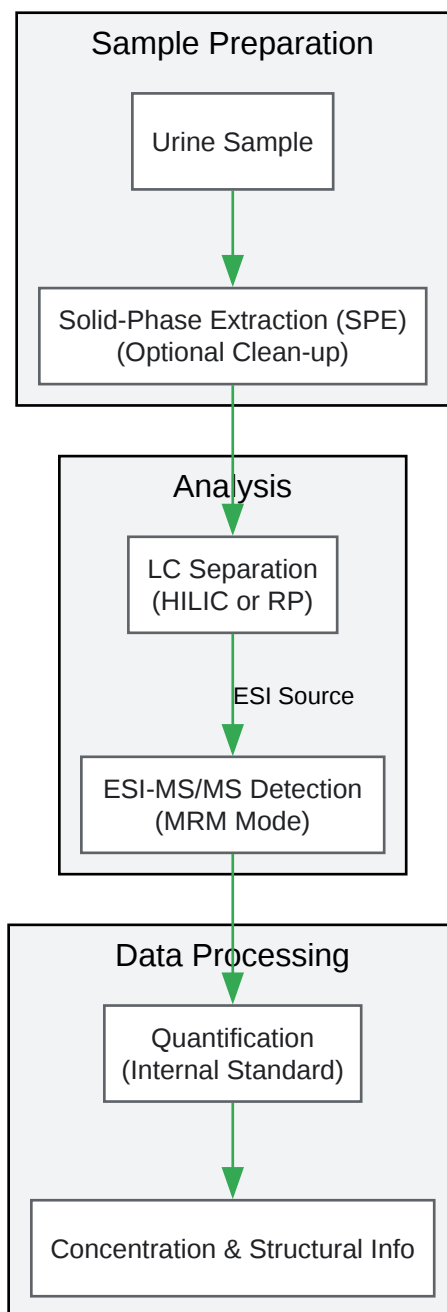 Sample Preparation
Urine Sample
Solid-Phase Extraction (SPE)
(Optional Clean-up)
Analysis
LC Separation
(HILIC or RP)
ESI Source
ESI-MS/MS Detection
(MRM Mode)
Data Processing
Quantification
(Internal Standard)
Concentration & Structural Info